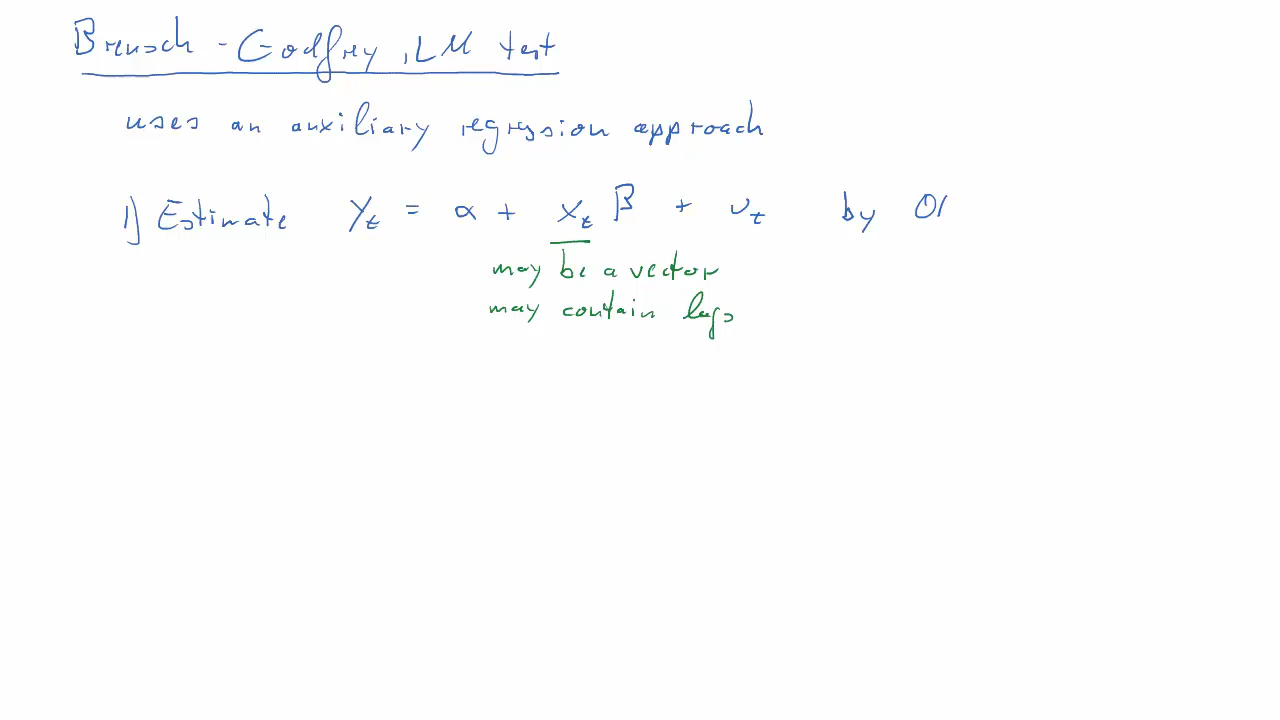 Breusch - Godfrey, LM test
uses an auxiliary regression approach
1) Estimate y_t = α + x_t β + υ_t by Ol
may be a vector
may contain lags